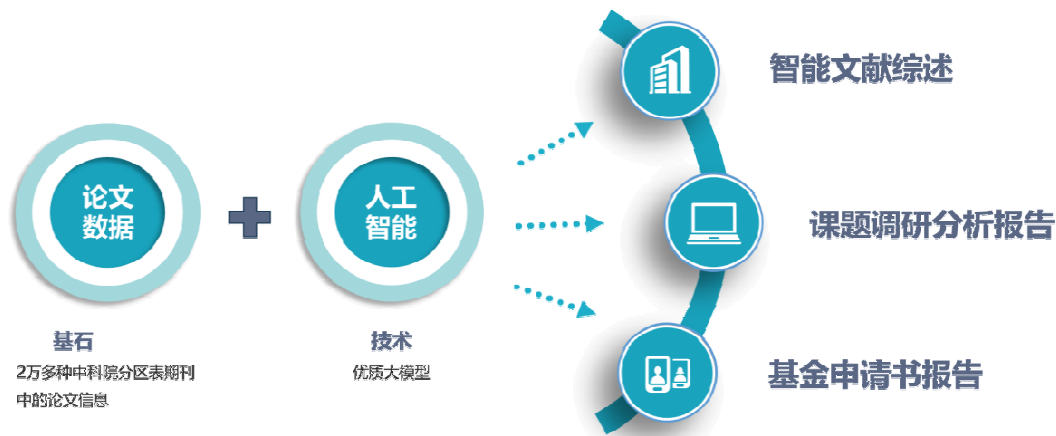 智能文献综述
论文
数据
人工
智能
课题调研分析报告
基石
技术
2万多种中科院分区表期刊
中的论文信息
优质大模型
基金申请书报告